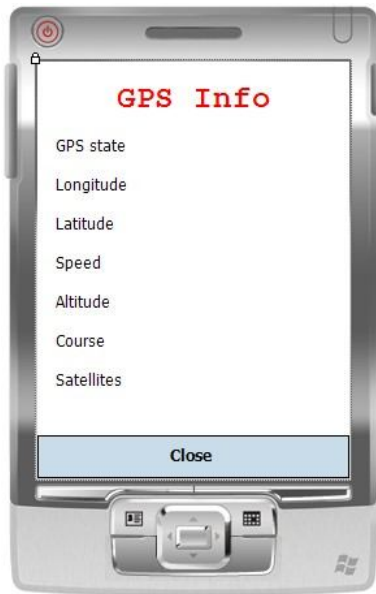 GPS Info
GPS state
Longitude
Latitude
Speed
Altitude
Course
Satellites
Close